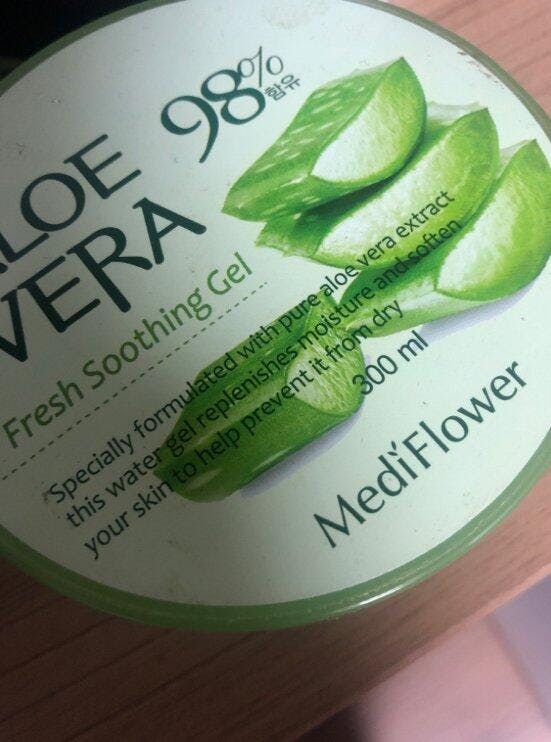 98% 함유
ALOE
VERA
Fresh Soothing Gel
Specially formulated with pure aloe vera extract
this water gel replenishes moisture and soften
your skin to help prevent it from dry
300 ml
MediFlower